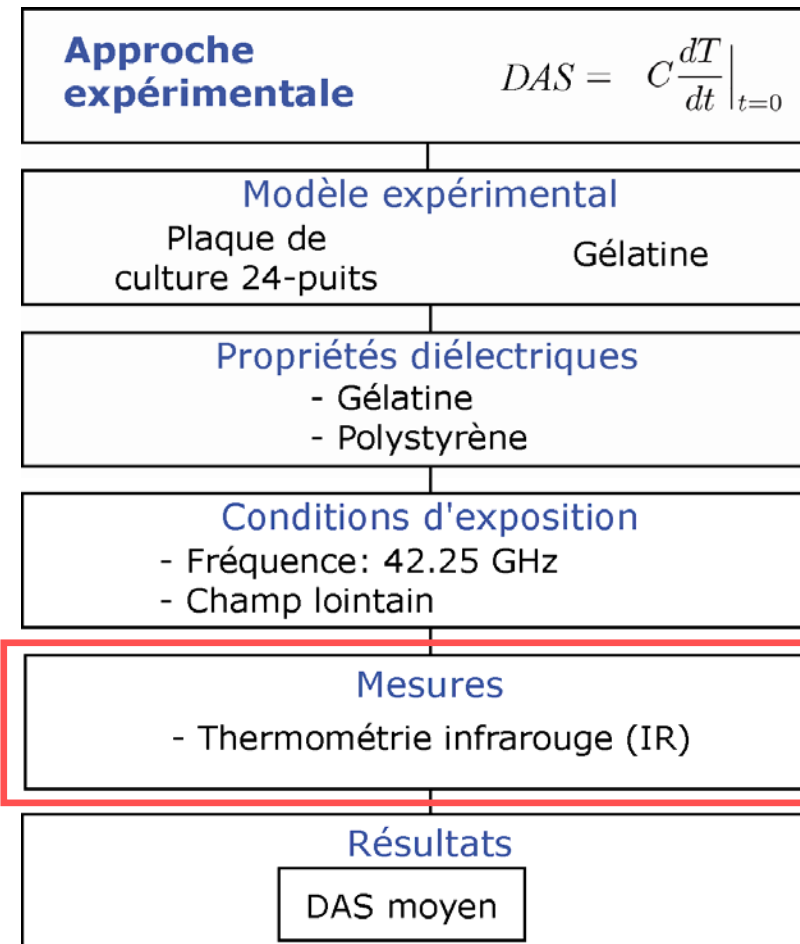 Approche
expérimentale
DAS = C dT/dt |t=0
Modèle expérimental
Plaque de
culture 24-puits
Gélatine
Propriétés diélectriques
- Gélatine
- Polystyrène
Conditions d'exposition
- Fréquence: 42.25 GHz
- Champ lointain
Mesures
- Thermométrie infrarouge (IR)
Résultats
DAS moyen